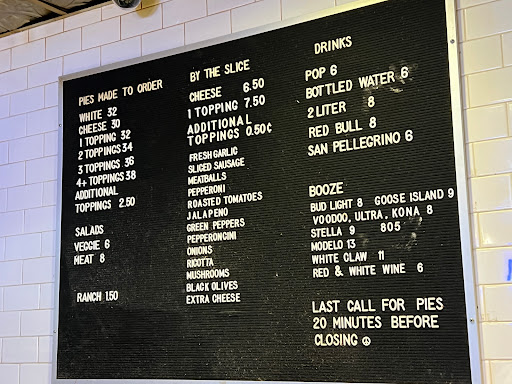 PIES MADE TO ORDER
WHITE 32
CHEESE 30
1 TOPPING 32
2 TOPPINGS 34
3 TOPPINGS 36
4+ TOPPINGS 38
ADDITIONAL
TOPPINGS 2.50
SALADS
VEGGIE 6
MEAT 8
RANCH 1.50
BY THE SLICE
CHEESE 6.50
1 TOPPING 7.50
ADDITIONAL
TOPPINGS 0.50¢
FRESH GARLIC
SLICED SAUSAGE
MEATBALLS
PEPPERONI
ROASTED TOMATOES
JALAPENO
GREEN PEPPERS
PEPPERONCINI
ONIONS
RICOTTA
MUSHROOMS
BLACK OLIVES
EXTRA CHEESE
DRINKS
POP 6
BOTTLED WATER 6
2 LITER 8
RED BULL 8
SAN PELLEGRINO 6
BOOZE
BUD LIGHT 8 GOOSE ISLAND 9
VOODOO, ULTRA, KONA 8
STELLA 9 805
MODELO 13
WHITE CLAW 11
RED & WHITE WINE 6
LAST CALL FOR PIES
20 MINUTES BEFORE
CLOSING ☮